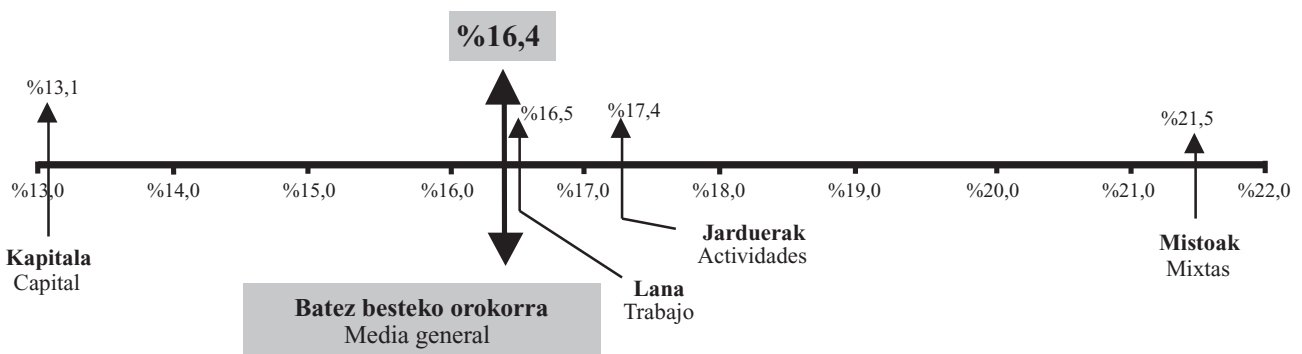 %16,4
%13,1
%16,5
%17,4
%21,5
%13,0
%14,0
%15,0
%16,0
%17,0
%18,0
%19,0
%20,0
%21,0
%22,0
Kapitala
Capital
Jarduerak
Actividades
Mistoak
Mixtas
Lana
Trabajo
Batez besteko orokorra
Media general